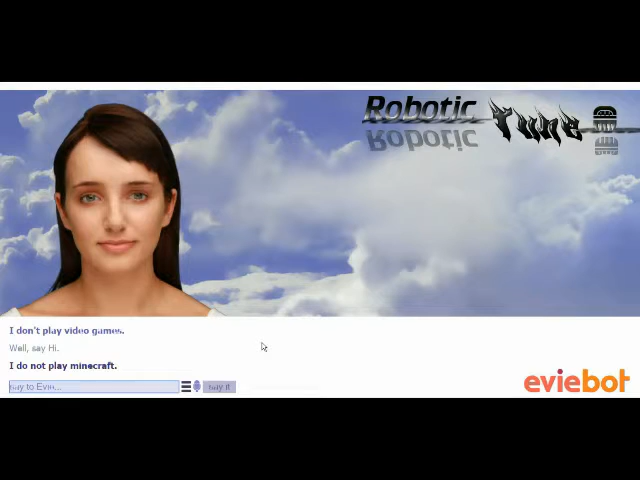 Robotic Tune
Robotic
I don't play video games.
Well, say Hi.
I do not play minecraft.
say to Evie...
say it
eviebot